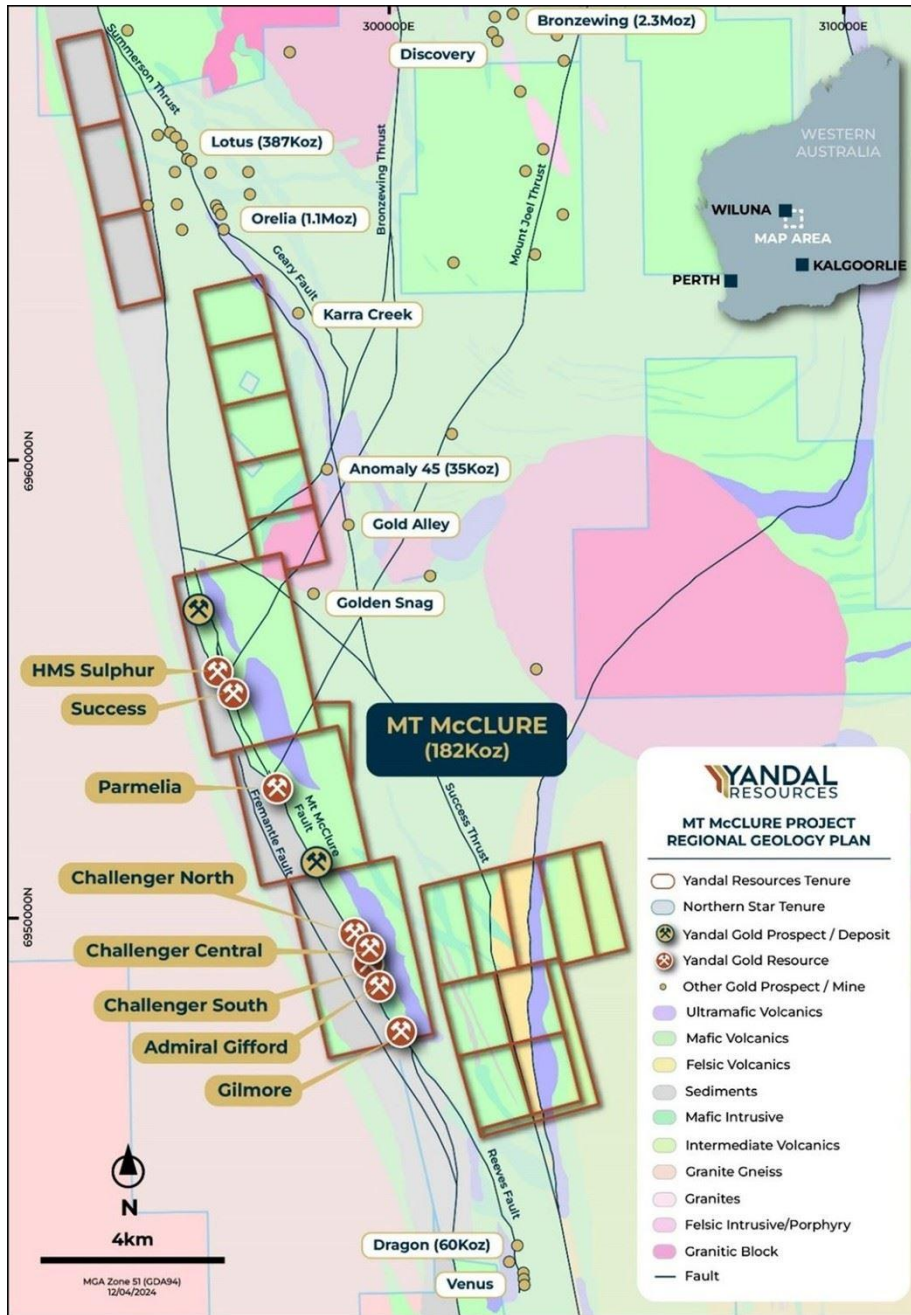 300000E
310000E
Bronzewing (2.3Moz)
Discovery
Summerson Thrust
Lotus (387Koz)
Bronzewing Thrust
Mount Joel Thrust
Orelia (1.1Moz)
Geary Fault
Karra Creek
WESTERN
AUSTRALIA
WILUNA
MAP AREA
KALGOORLIE
PERTH
6960000N
Anomaly 45 (35Koz)
Gold Alley
Golden Snag
HMS Sulphur
Success
MT McCLURE
(182Koz)
Parmelia
Fremantle Fault
Mt McClure
Fault
Success Thrust
Challenger North
6950000N
Challenger Central
Challenger South
Admiral Gifford
Gilmore
Reeves Fault
Dragon (60Koz)
Venus
N
4km
MGA Zone 51 (GDA94)
12/04/2024
YANDAL
RESOURCES
MT McCLURE PROJECT
REGIONAL GEOLOGY PLAN
Yandal Resources Tenure
Northern Star Tenure
Yandal Gold Prospect / Deposit
Yandal Gold Resource
Other Gold Prospect / Mine
Ultramafic Volcanics
Mafic Volcanics
Felsic Volcanics
Sediments
Mafic Intrusive
Intermediate Volcanics
Granite Gneiss
Granites
Felsic Intrusive/Porphyry
Granitic Block
Fault